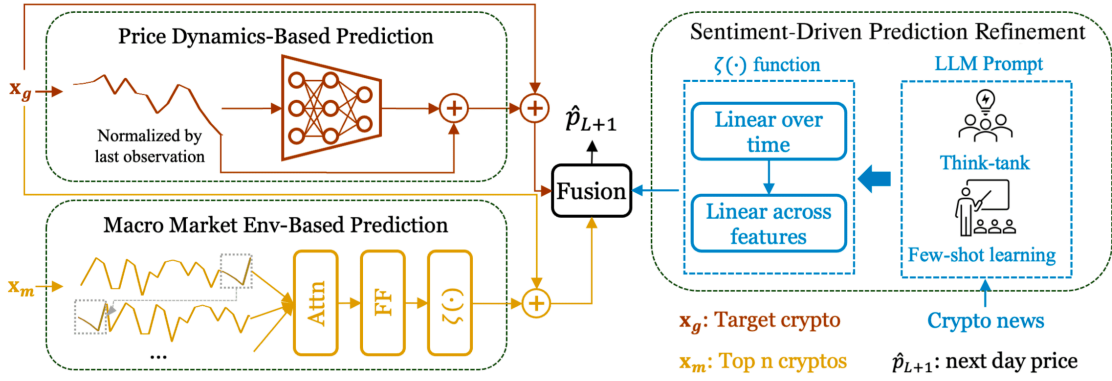 Price Dynamics-Based Prediction
x_g
Normalized by
last observation
+
+
p̂_{L+1}
Fusion
Macro Market Env-Based Prediction
x_m
Attn
FF
ζ(·)
+
...
Sentiment-Driven Prediction Refinement
ζ(·) function
LLM Prompt
Linear over
time
Linear across
features
Think-tank
Few-shot learning
Crypto news
x_g: Target crypto
x_m: Top n cryptos
p̂_{L+1}: next day price